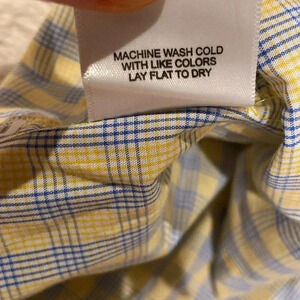 MACHINE WASH COLD
WITH LIKE COLORS
LAY FLAT TO DRY